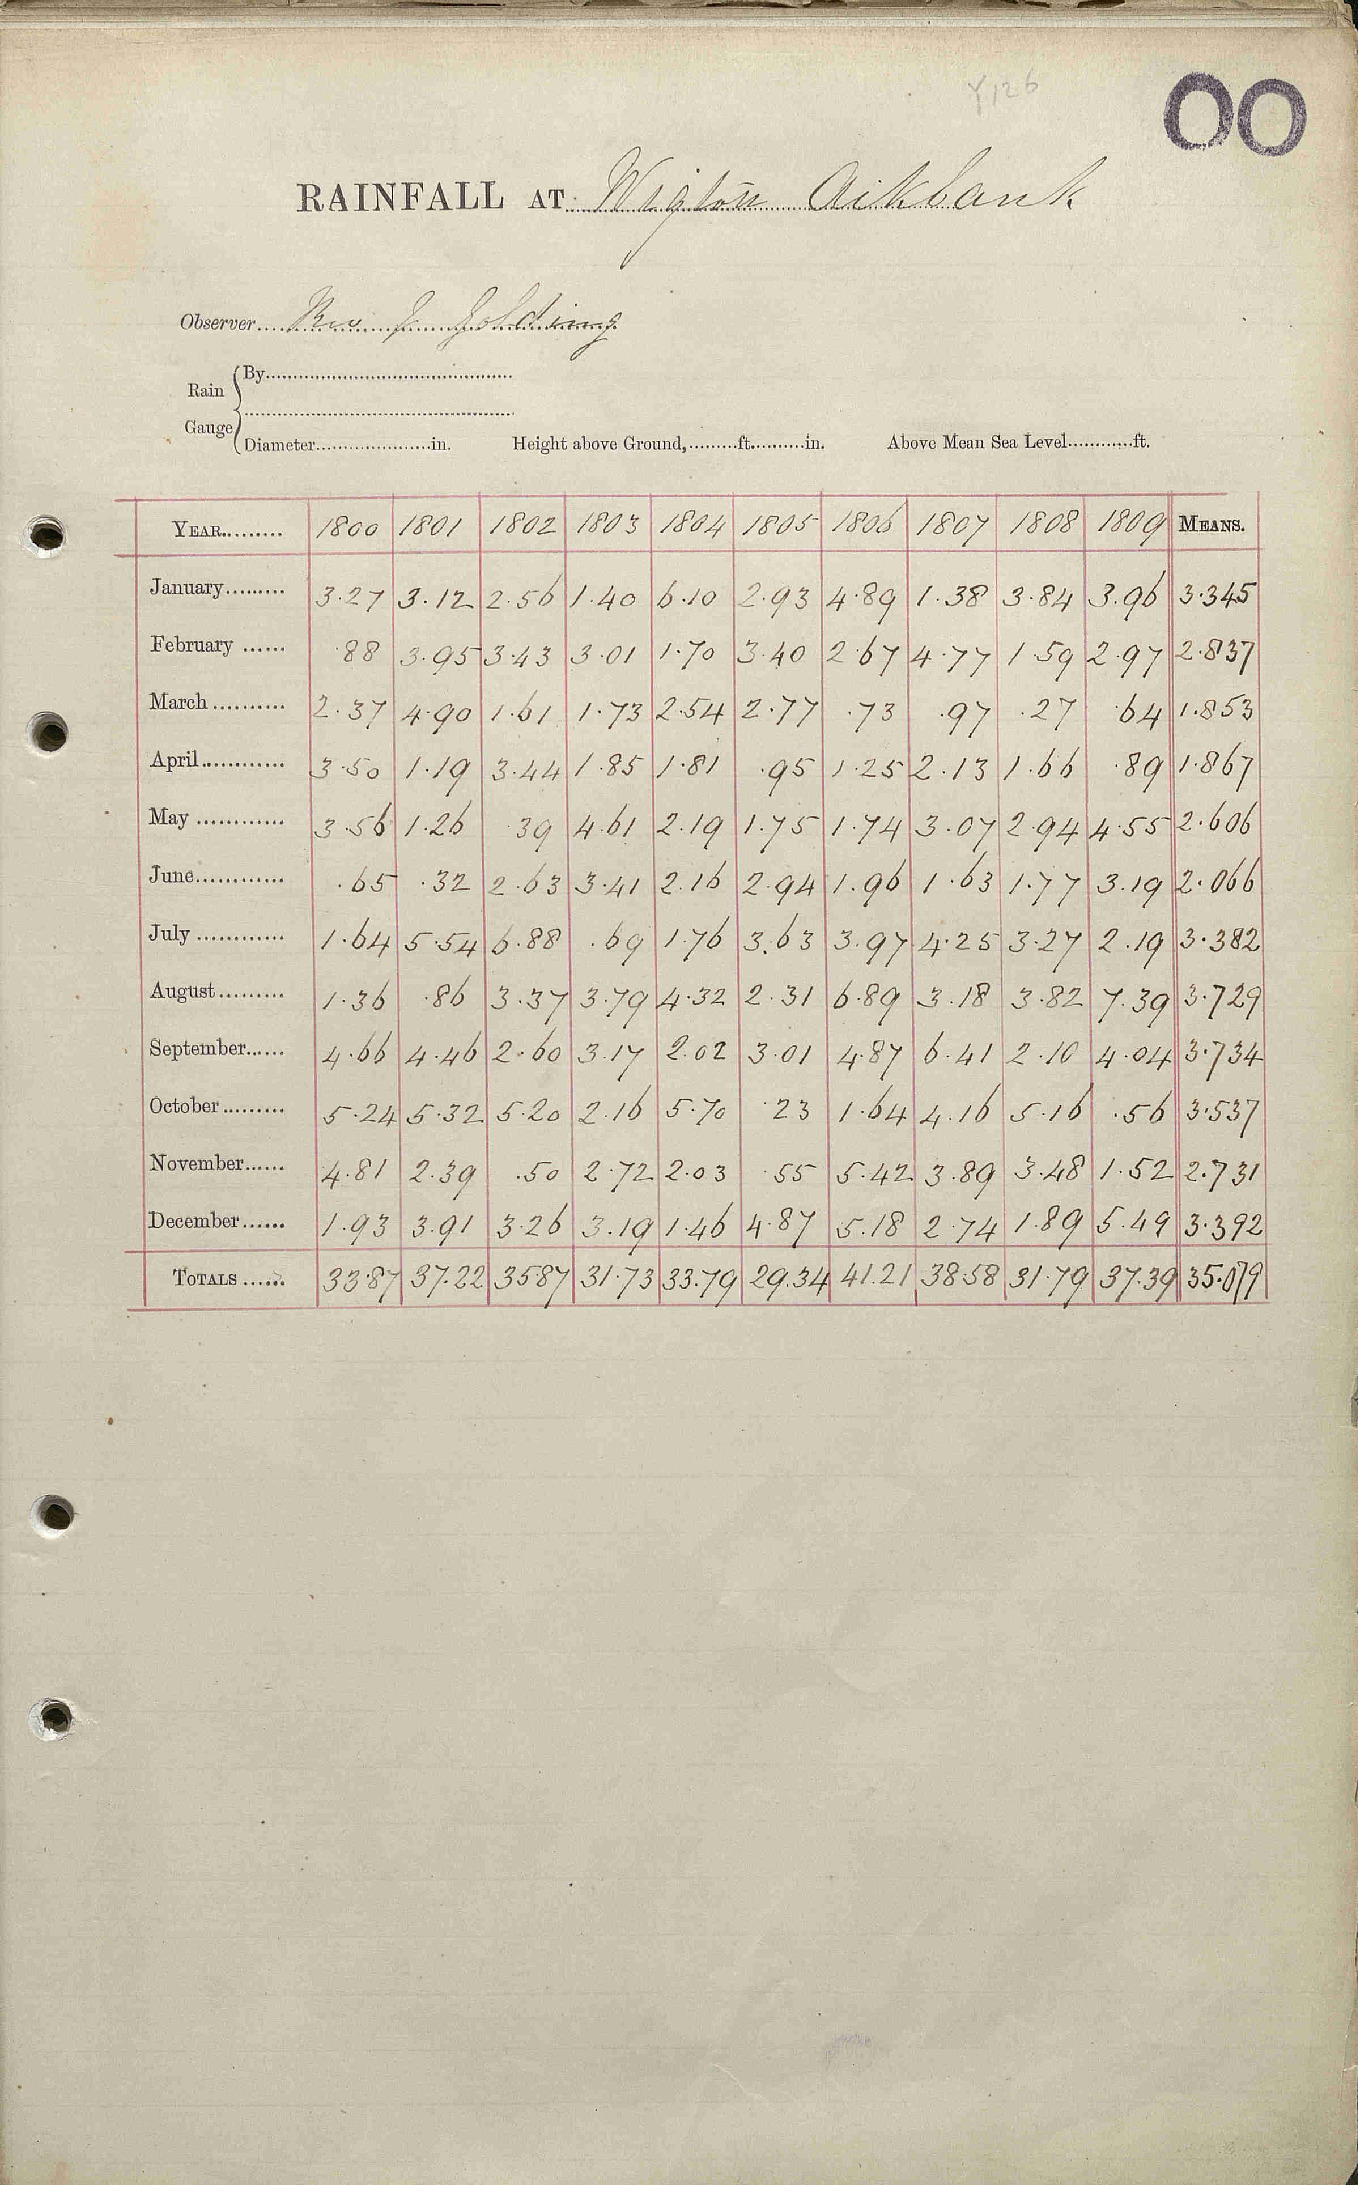 Y126
00
RAINFALL AT Wigton Aikbank
Observer.... Rev J Golding
Rain Gauge
By..........
Diameter..........in. Height above Ground,.........ft..........in. Above Mean Sea Level............ft.
YEAR......... 1800 1801 1802 1803 1804 1805 1806 1807 1808 1809 MEANS.
January......... 3.27 3.12 2.56 1.40 6.10 2.93 4.89 1.38 3.84 3.96 3.345
February ...... .88 3.95 3.43 3.01 1.70 3.40 2.67 4.77 1.59 2.97 2.837
March .......... 2.37 4.90 1.61 1.73 2.54 2.77 .73 .97 .27 .64 1.853
April............ 3.50 1.19 3.44 1.85 1.81 .95 1.25 2.13 1.66 .89 1.867
May ............ 3.56 1.26 .39 4.61 2.19 1.75 1.74 3.07 2.94 4.55 2.606
June............ .65 .32 2.63 3.41 2.16 2.94 1.96 1.63 1.77 3.19 2.066
July ............ 1.64 5.54 6.88 .69 1.76 3.63 3.97 4.25 3.27 2.19 3.382
August......... 1.36 .86 3.37 3.79 4.32 2.31 6.89 3.18 3.82 7.39 3.729
September...... 4.66 4.46 2.60 3.17 2.02 3.01 4.87 6.41 2.10 4.04 3.734
October ......... 5.24 5.32 5.20 2.16 5.70 .23 1.64 4.16 5.16 .56 3.537
November...... 4.81 2.39 .50 2.72 2.03 .55 5.42 3.89 3.48 1.52 2.731
December...... 1.93 3.91 3.26 3.19 1.46 4.87 5.18 2.74 1.89 5.49 3.392
TOTALS ...... 33.87 37.22 35.87 31.73 33.79 29.34 41.21 38.58 31.79 37.39 35.079